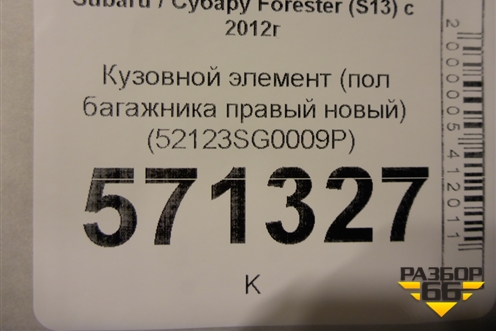 Subaru / Субару Forester (S13) с
2012г
Кузовной элемент (пол
багажника правый новый)
(52123SG0009P)
571327
К
2000005412011
РАЗБОР
66